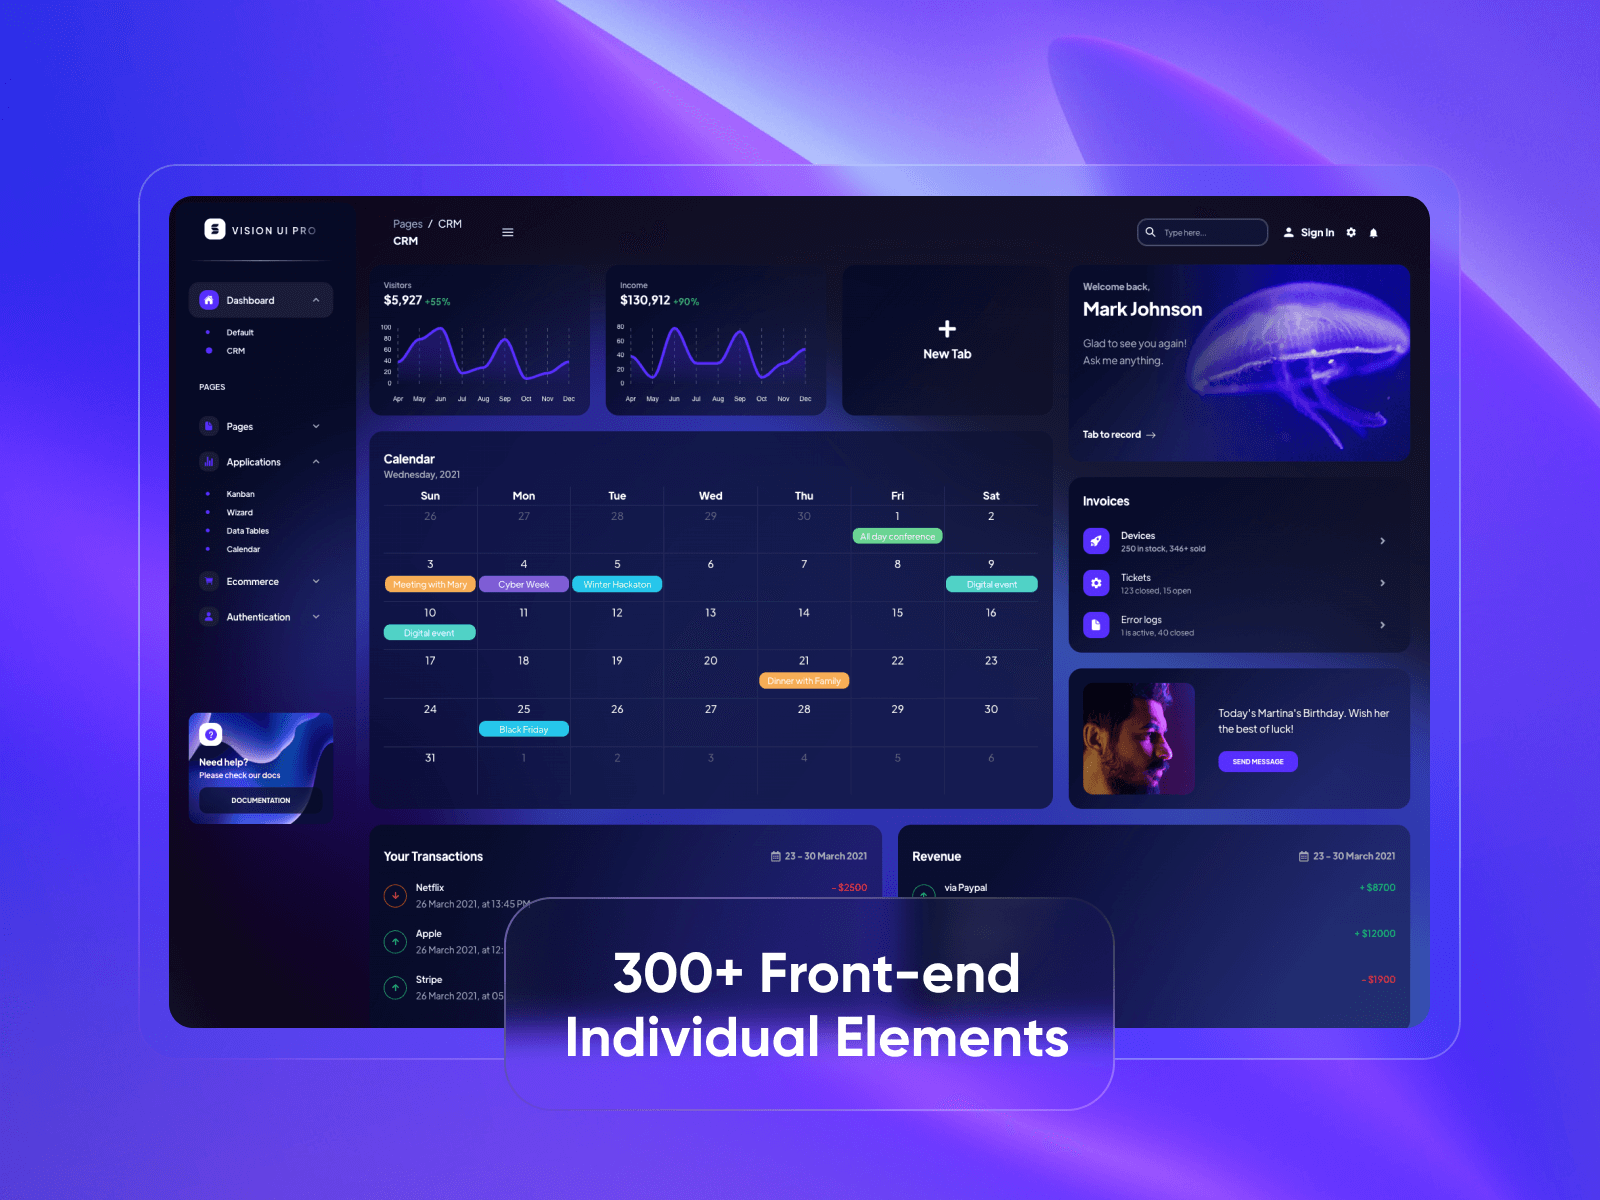 VISION UI PRO
Pages / CRM
CRM
Type here...
Sign In
Dashboard
Default
CRM
PAGES
Pages
Applications
Kanban
Wizard
Data Tables
Calendar
Ecommerce
Authentication
Need help?
Please check our docs
DOCUMENTATION
Visitors
$5,927 +55%
100
80
60
40
20
0
Apr May Jun Jul Aug Sep Oct Nov Dec
Income
$130,912 +90%
80
60
40
20
0
Apr May Jun Jul Aug Sep Oct Nov Dec
New Tab
Welcome back,
Mark Johnson
Glad to see you again!
Ask me anything.
Tab to record
Calendar
Wednesday, 2021
Sun Mon Tue Wed Thu Fri Sat
26 27 28 29 30 1 2
All day conference
3 4 5 6 7 8 9
Meeting with Mary Cyber Week Winter Hackaton Digital event
10 11 12 13 14 15 16
Digital event
17 18 19 20 21 22 23
Dinner with Family
24 25 26 27 28 29 30
Black Friday
31 1 2 3 4 5 6
Invoices
Devices
250 in stock, 346+ sold
Tickets
123 closed, 15 open
Error logs
1 is active, 40 closed
Today's Martina's Birthday. Wish her
the best of luck!
SEND MESSAGE
Your Transactions
23 - 30 March 2021
Netflix
- $2500
26 March 2021, at 13:45 PM
Apple
26 March 2021, at 12:
Stripe
26 March 2021, at 05
Revenue
23 - 30 March 2021
via Paypal
+ $8700
+ $12000
- $1900
300+ Front-end
Individual Elements